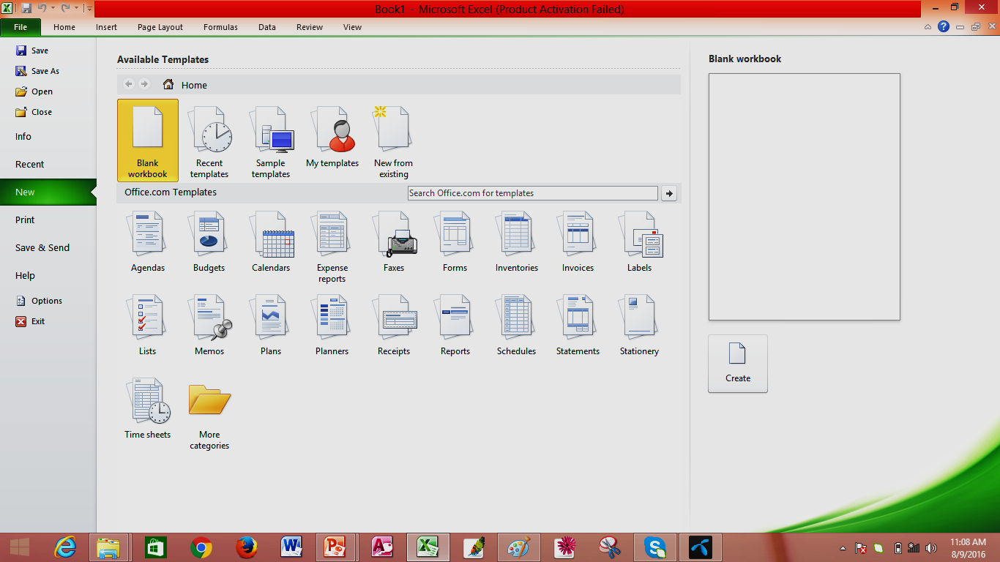 Book1 - Microsoft Excel (Product Activation Failed)
File Home Insert Page Layout Formulas Data Review View
Save
Save As
Open
Close
Info
Recent
New
Print
Save & Send
Help
Options
Exit
Available Templates
Home
Blank workbook
Recent templates
Sample templates
My templates
New from existing
Office.com Templates
Search Office.com for templates
Agendas
Budgets
Calendars
Expense reports
Faxes
Forms
Inventories
Invoices
Labels
Lists
Memos
Plans
Planners
Receipts
Reports
Schedules
Statements
Stationery
Time sheets
More categories
Blank workbook
Create
11:08 AM
8/9/2016